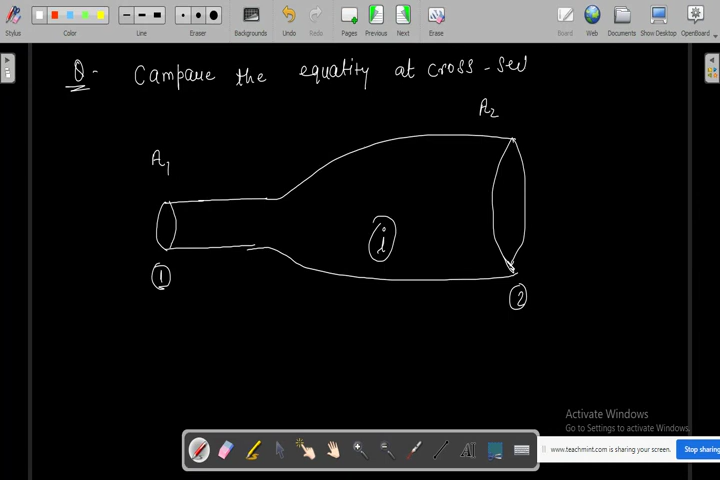 Stylus
Color
Line
Eraser
Backgrounds
Undo
Redo
Pages
Previous
Next
Erase
Board
Web
Documents
Show Desktop
OpenBoard
Q- Campaue the equatity at cross-sec
A2
A1
i
1
2
Activate Windows
Go to Settings to activate Windows.
www.teachmint.com is sharing your screen.
Stop sharing